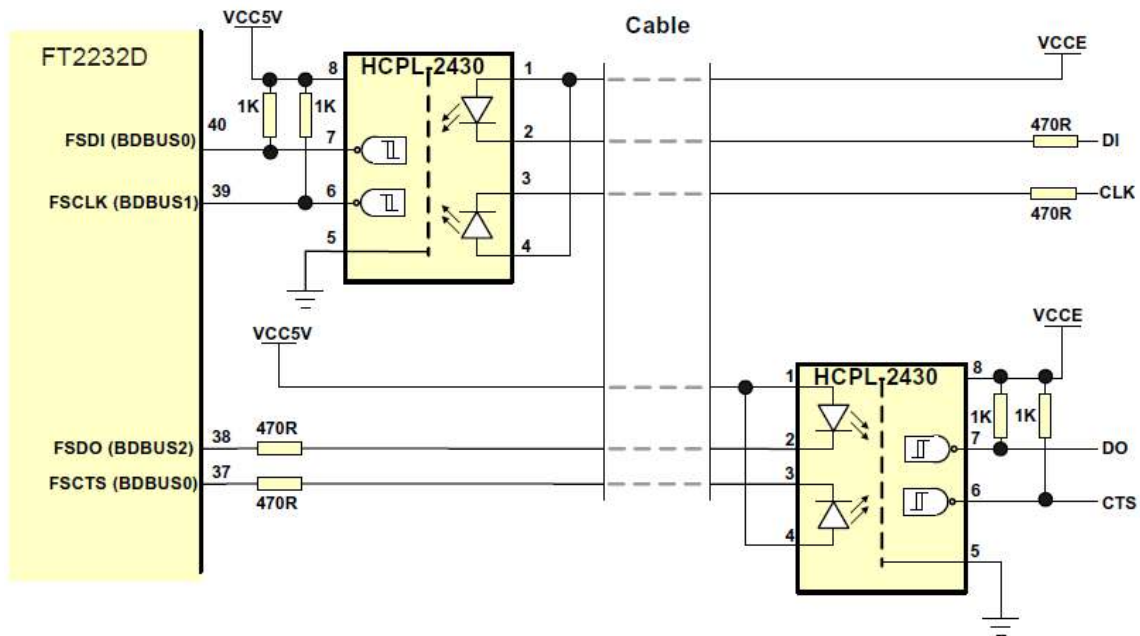 VCC5V
Cable
FT2232D
HCPL-2430
VCCE
8
1
1K
1K
40
470R
FSDI (BDBUS0)
7
2
DI
39
3
FSCLK (BDBUS1)
6
CLK
470R
5
4
VCC5V
VCCE
1
HCPL-2430
8
1K
1K
38
470R
FSDO (BDBUS2)
2
7
DO
37
3
FSCTS (BDBUS0)
470R
6
CTS
4
5